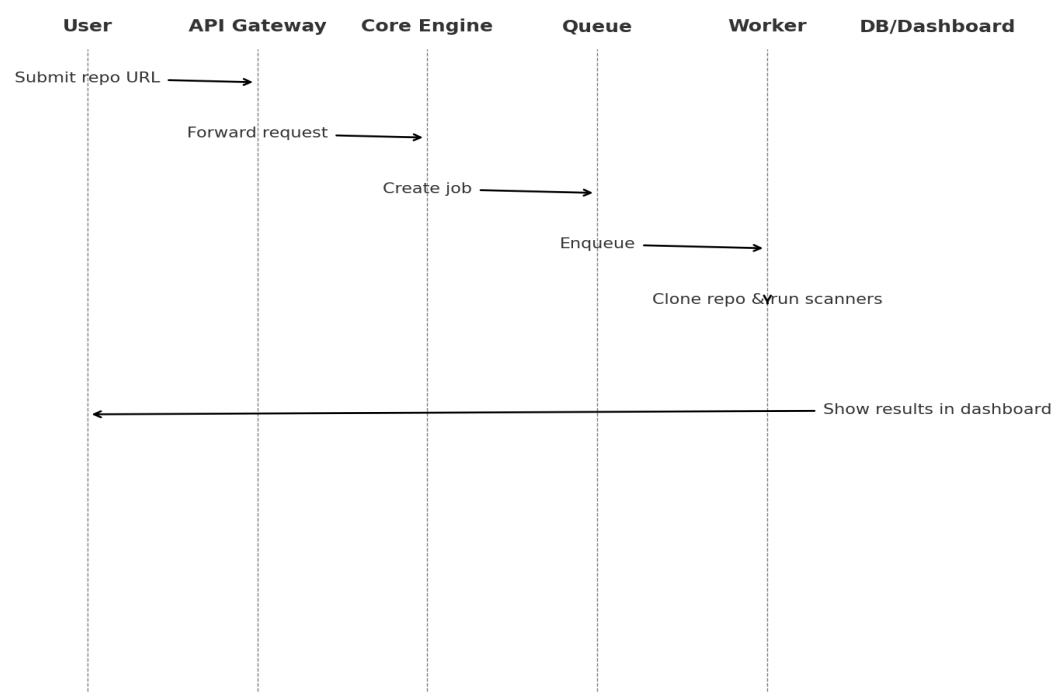 User API Gateway Core Engine Queue Worker DB/Dashboard
Submit repo URL
Forward request
Create job
Enqueue
Clone repo & run scanners
Show results in dashboard